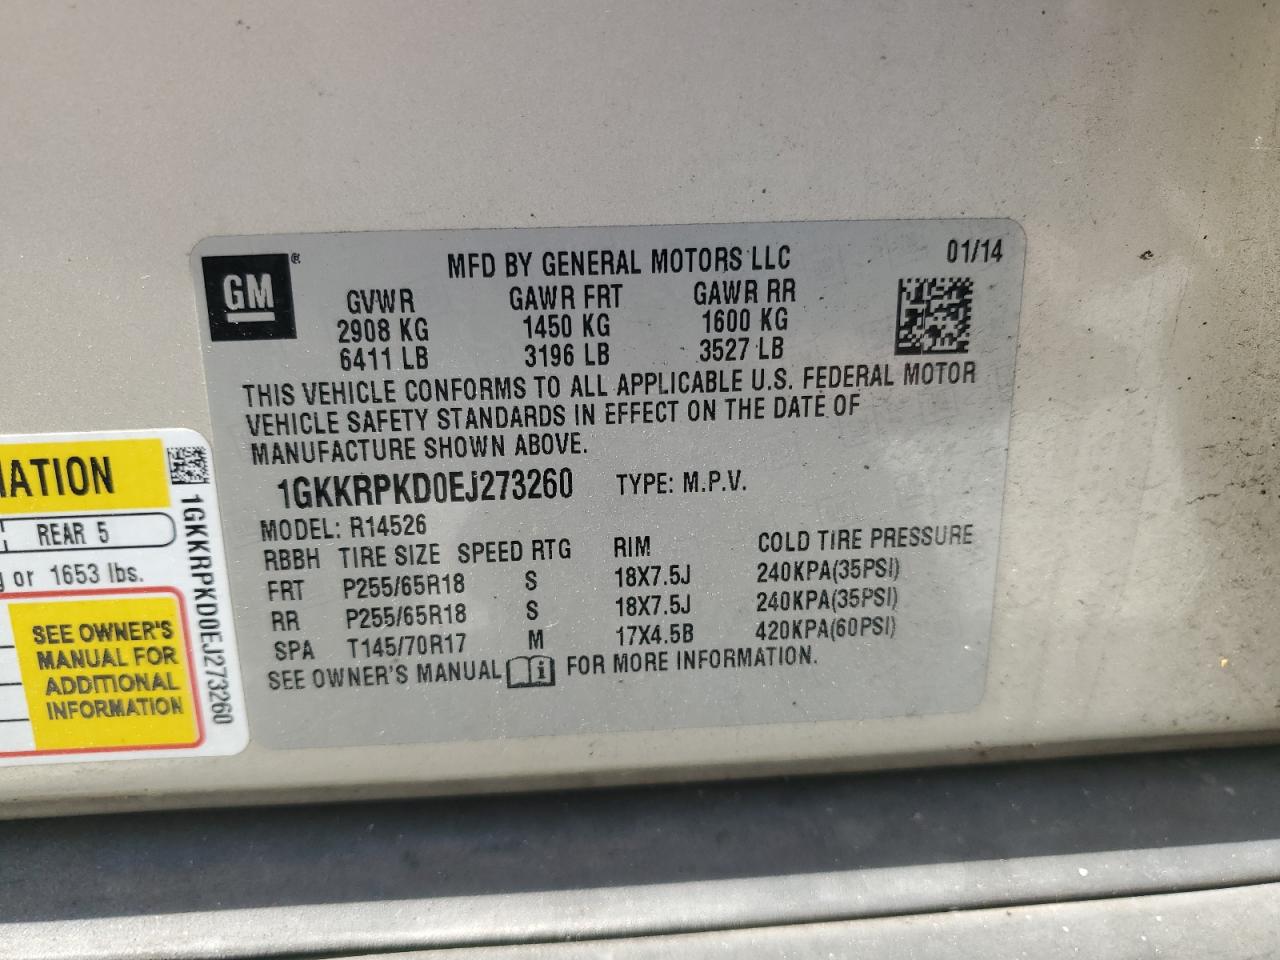 GM ®
MFD BY GENERAL MOTORS LLC 01/14
GVWR GAWR FRT GAWR RR
2908 KG 1450 KG 1600 KG
6411 LB 3196 LB 3527 LB
THIS VEHICLE CONFORMS TO ALL APPLICABLE U.S. FEDERAL MOTOR
VEHICLE SAFETY STANDARDS IN EFFECT ON THE DATE OF
MANUFACTURE SHOWN ABOVE.
1GKKRPKD0EJ273260 TYPE: M.P.V.
MODEL: R14526
RBBH TIRE SIZE SPEED RTG RIM COLD TIRE PRESSURE
FRT P255/65R18 S 18X7.5J 240KPA(35PSI)
RR P255/65R18 S 18X7.5J 240KPA(35PSI)
SPA T145/70R17 M 17X4.5B 420KPA(60PSI)
SEE OWNER'S MANUAL i FOR MORE INFORMATION.
IATION
REAR 5
or 1653 lbs.
SEE OWNER'S
MANUAL FOR
ADDITIONAL
INFORMATION
1GKKRPKD0EJ273260